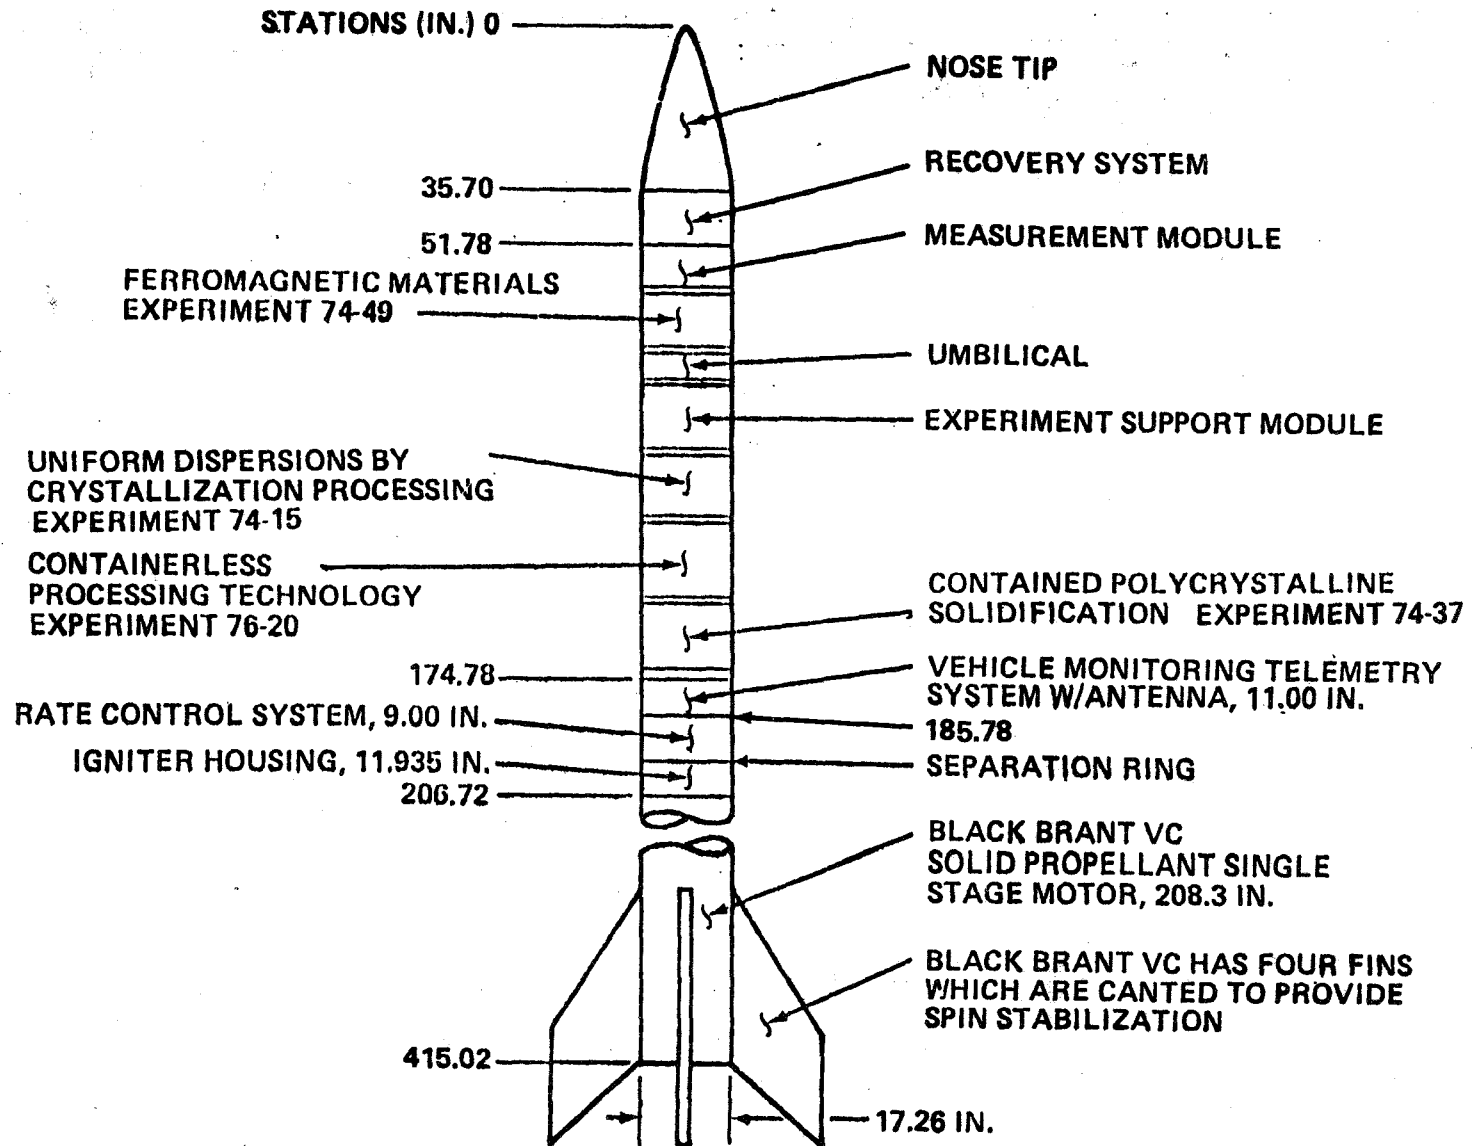 STATIONS (IN.) 0
NOSE TIP
RECOVERY SYSTEM
35.70
MEASUREMENT MODULE
51.78
FERROMAGNETIC MATERIALS
EXPERIMENT 74-49
UMBILICAL
EXPERIMENT SUPPORT MODULE
UNIFORM DISPERSIONS BY
CRYSTALLIZATION PROCESSING
EXPERIMENT 74-15
CONTAINERLESS
PROCESSING TECHNOLOGY
EXPERIMENT 76-20
CONTAINED POLYCRYSTALLINE
SOLIDIFICATION EXPERIMENT 74-37
174.78
VEHICLE MONITORING TELEMETRY
SYSTEM W/ANTENNA, 11.00 IN.
RATE CONTROL SYSTEM, 9.00 IN.
185.78
IGNITER HOUSING, 11.935 IN.
SEPARATION RING
206.72
BLACK BRANT VC
SOLID PROPELLANT SINGLE
STAGE MOTOR, 208.3 IN.
BLACK BRANT VC HAS FOUR FINS
WHICH ARE CANTED TO PROVIDE
SPIN STABILIZATION
415.02
17.26 IN.